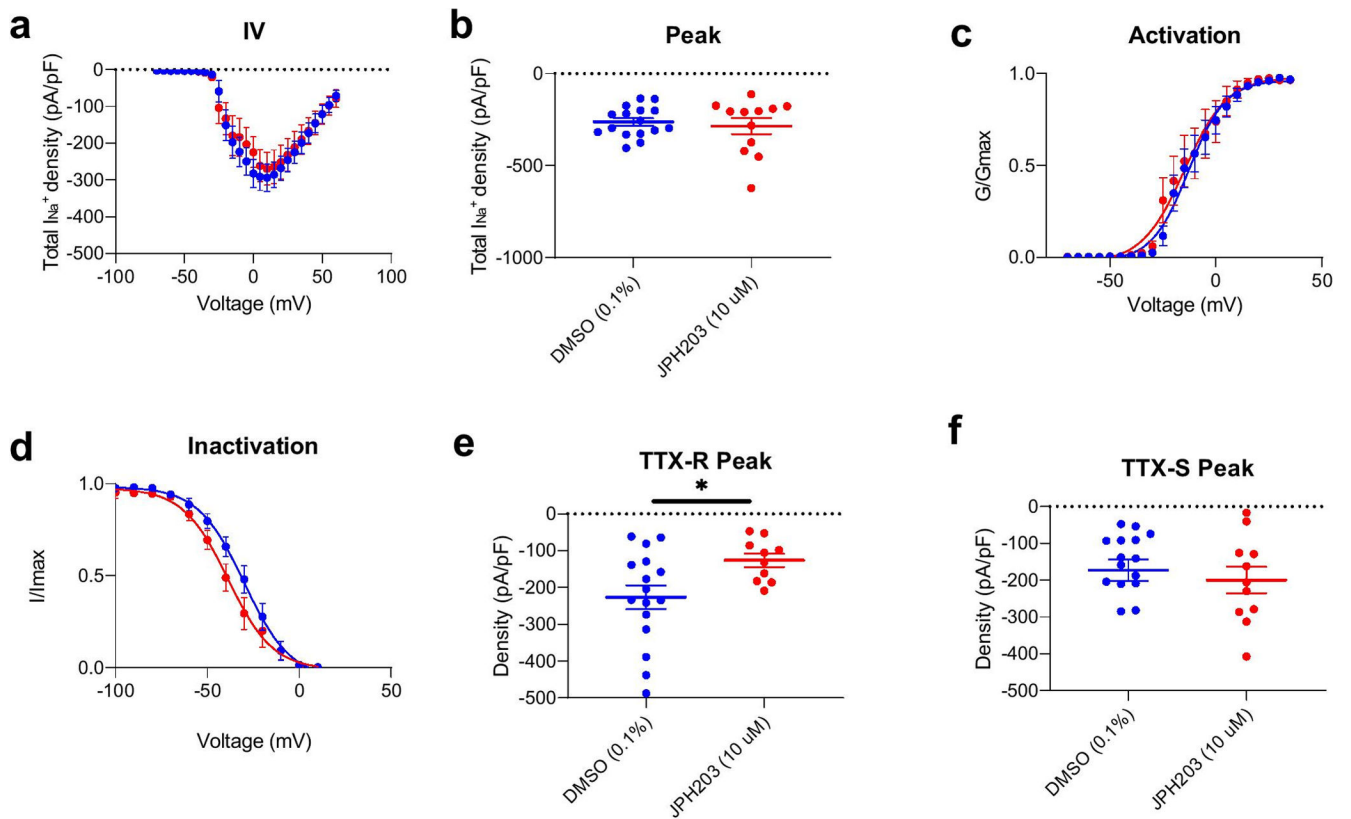 a
IV
Total INa+ density (pA/pF)
0
-100
-200
-300
-400
-500
-100
-50
0
50
100
Voltage (mV)
b
Peak
Total INa+ density (pA/pF)
0
-500
-1000
DMSO (0.1%)
JPH203 (10 uM)
c
Activation
G/Gmax
1.0
0.5
0.0
-50
0
50
Voltage (mV)
d
Inactivation
I/Imax
1.0
0.5
0.0
-100
-50
0
50
Voltage (mV)
e
TTX-R Peak
*
Density (pA/pF)
0
-100
-200
-300
-400
-500
DMSO (0.1%)
JPH203 (10 uM)
f
TTX-S Peak
Density (pA/pF)
0
-100
-200
-300
-400
-500
DMSO (0.1%)
JPH203 (10 uM)